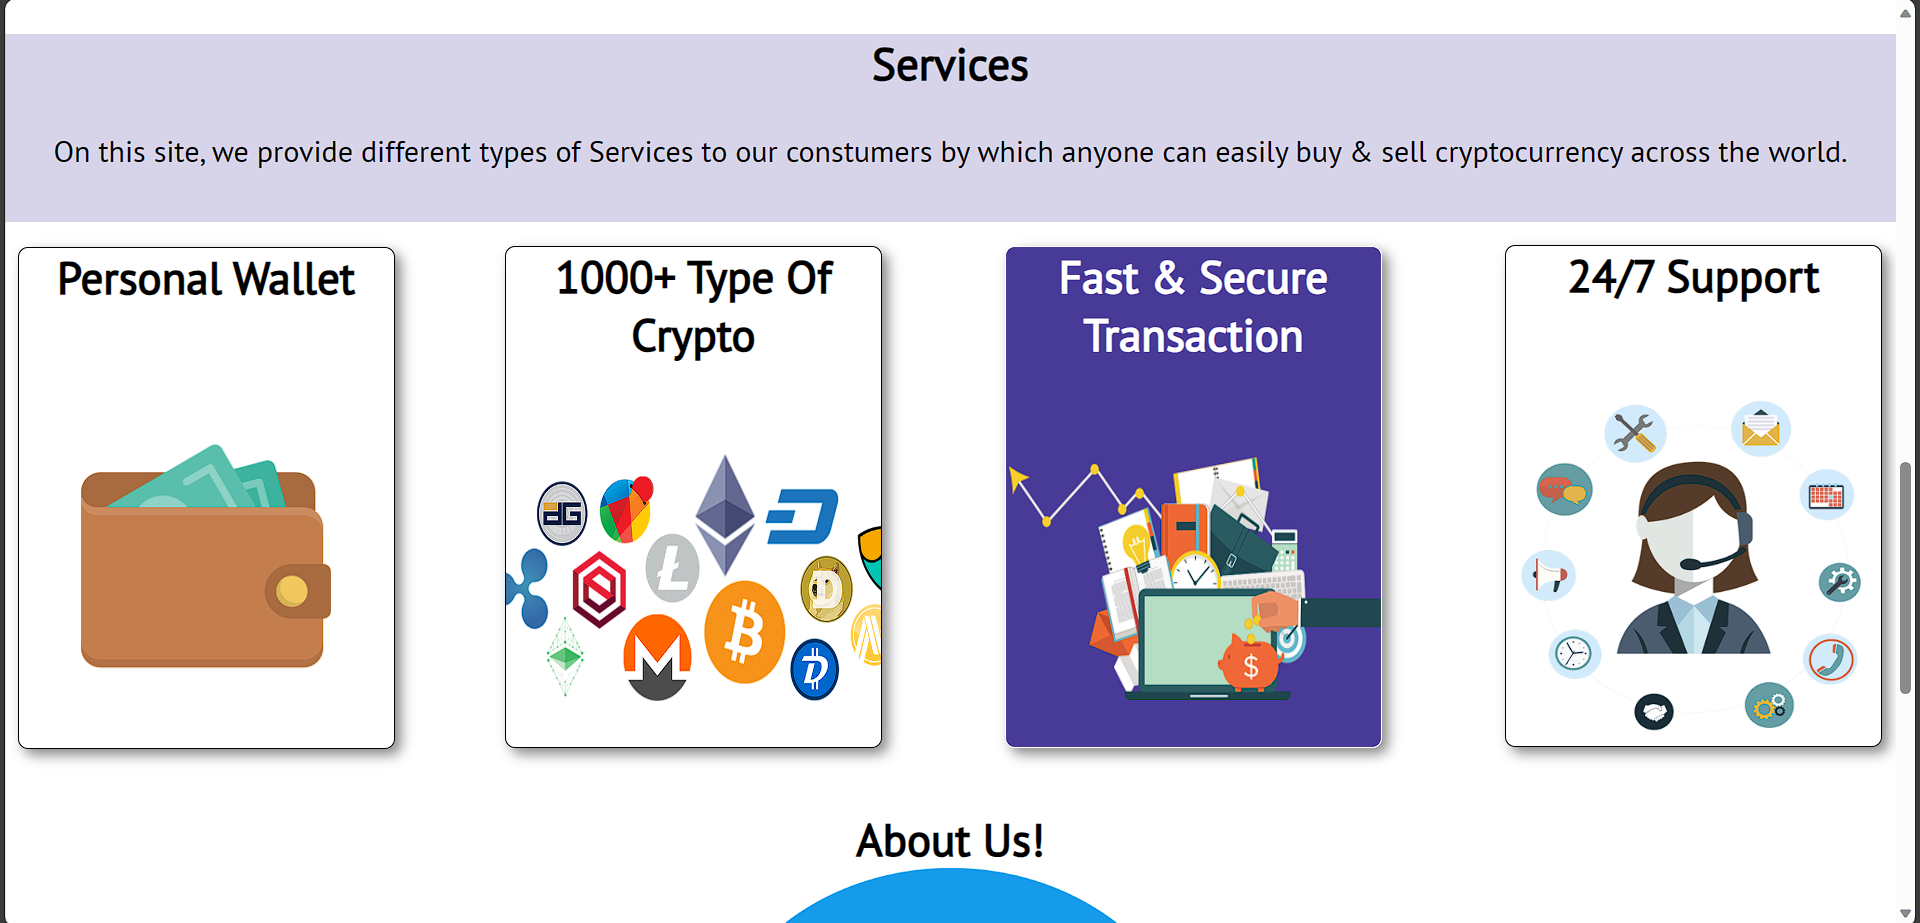 Services
On this site, we provide different types of Services to our constumers by which anyone can easily buy & sell cryptocurrency across the world.
Personal Wallet
1000+ Type Of
Crypto
Fast & Secure
Transaction
24/7 Support
About Us!